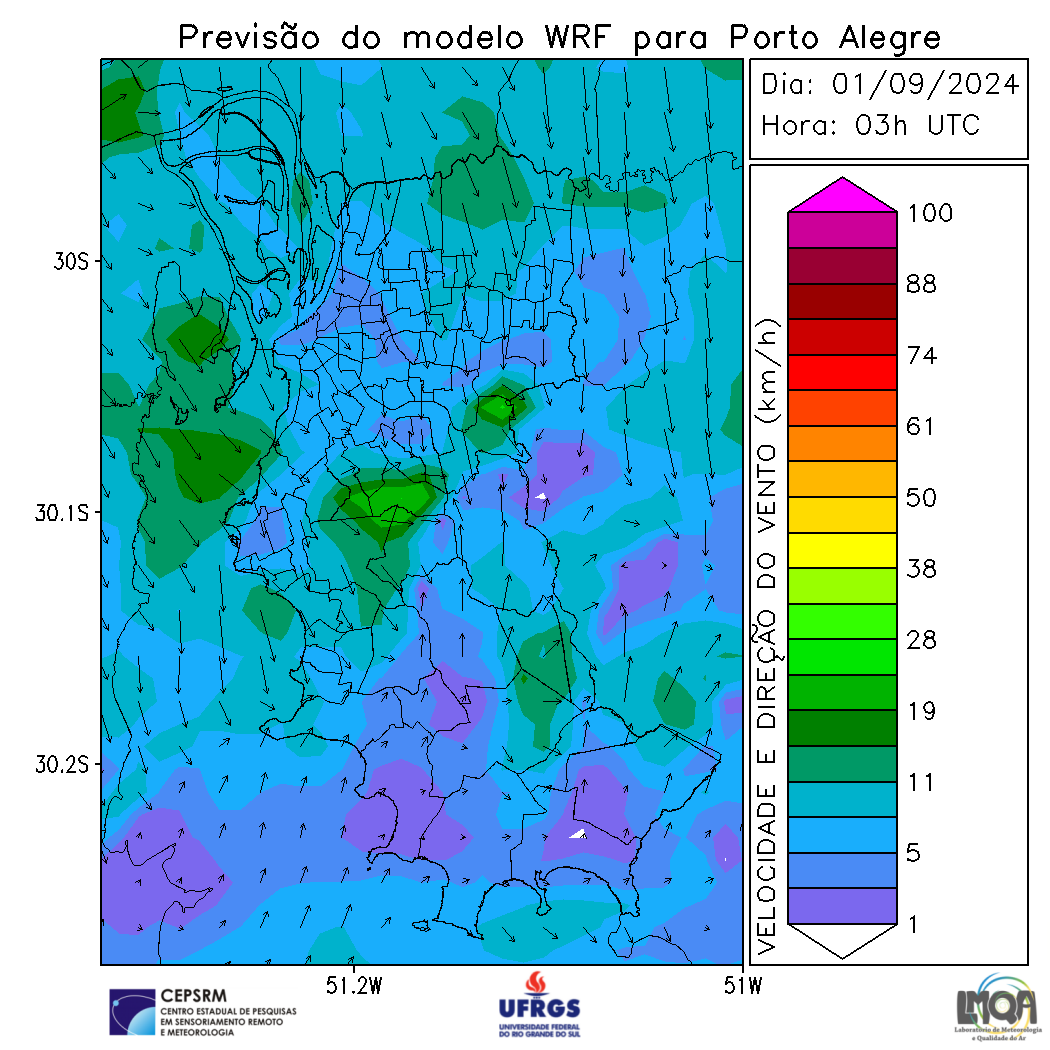 Previsão do modelo WRF para Porto Alegre
Dia: 01/09/2024
Hora: 03h UTC
30S
30.1S
30.2S
51.2W
51W
VELOCIDADE E DIREÇÃO DO VENTO (km/h)
100
88
74
61
50
38
28
19
11
5
1
CEPSRM
CENTRO ESTADUAL DE PESQUISAS
EM SENSORIAMENTO REMOTO
E METEOROLOGIA
UFRGS
UNIVERSIDADE FEDERAL
DO RIO GRANDE DO SUL
LMQA
Laboratório de Meteorologia
e Qualidade do Ar